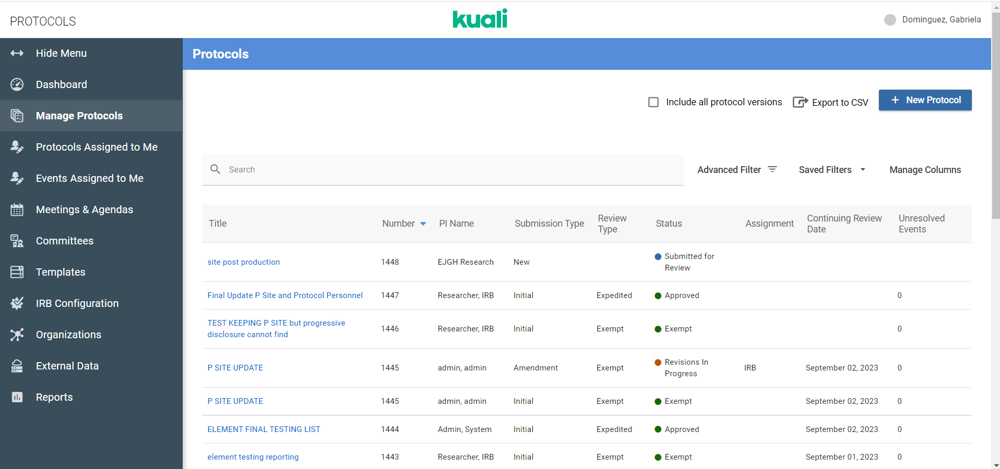 PROTOCOLS
kuali
Dominguez, Gabriela
Hide Menu
Dashboard
Manage Protocols
Protocols Assigned to Me
Events Assigned to Me
Meetings & Agendas
Committees
Templates
IRB Configuration
Organizations
External Data
Reports
Protocols
Include all protocol versions Export to CSV + New Protocol
Search Advanced Filter Saved Filters Manage Columns
Title Number PI Name Submission Type Review Type Status Assignment Continuing Review Date Unresolved Events
site post production 1448 EJGH Research New Submitted for Review
Final Update P Site and Protocol Personnel 1447 Researcher, IRB Initial Expedited Approved 0
TEST KEEPING P SITE but progressive disclosure cannot find 1446 Researcher, IRB Initial Exempt Exempt 0
P SITE UPDATE 1445 admin, admin Amendment Exempt Revisions In Progress IRB September 02, 2023 0
P SITE UPDATE 1445 admin, admin Initial Exempt Exempt September 02, 2023 0
ELEMENT FINAL TESTING LIST 1444 Admin, System Initial Expedited Approved September 02, 2023 0
element testing reporting 1443 Researcher, IRB Initial Exempt Exempt September 01, 2023 0